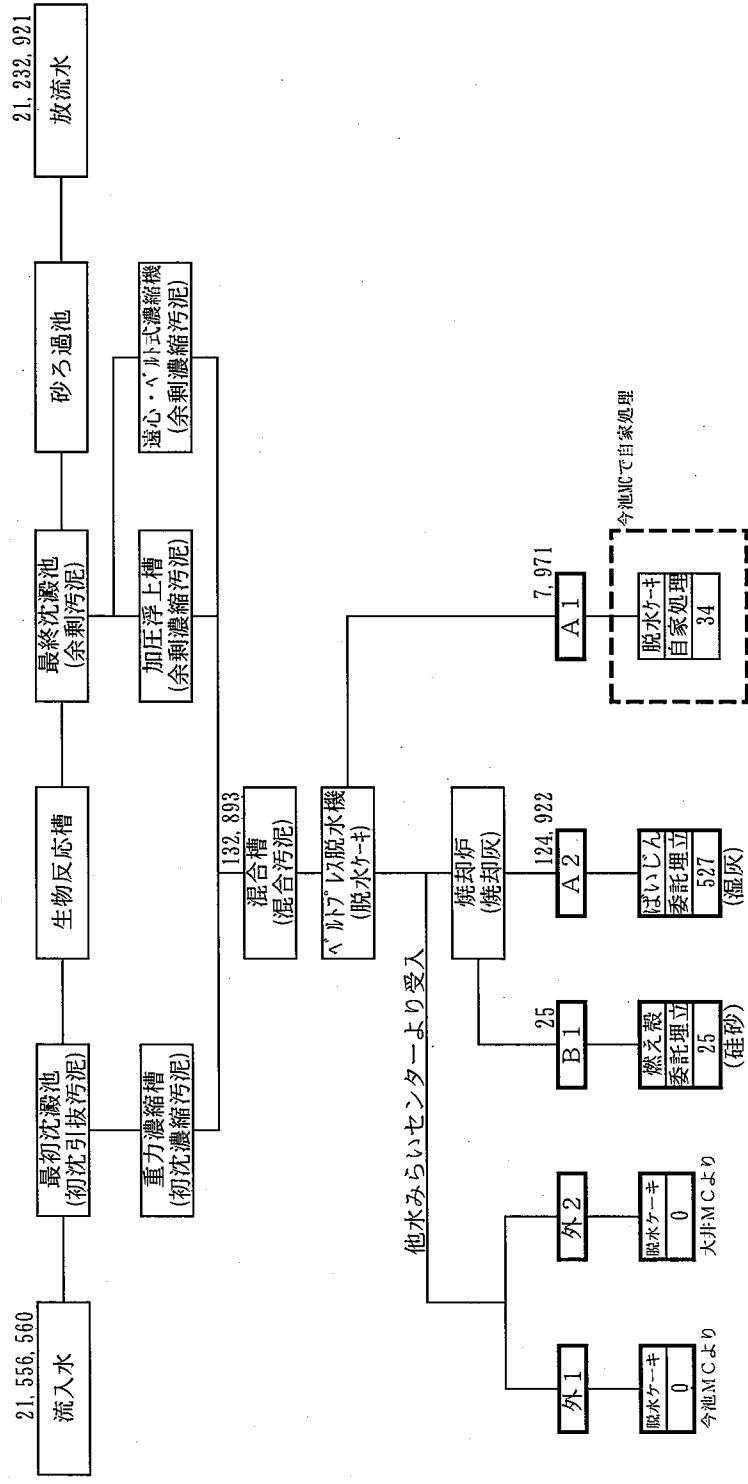 21,556,560
流入水
最初沈澱池
(初沈引抜汚泥)
生物反応槽
最終沈澱池
(余剰汚泥)
砂ろ過池
21,232,921
放流水
重力濃縮槽
(初沈濃縮汚泥)
加圧浮上槽
(余剰濃縮汚泥)
遠心・ベルト式濃縮機
(余剰濃縮汚泥)
132,893
混合槽
(混合汚泥)
ベルトプレス脱水機
(脱水ケーキ)
他水みらいセンターより受入
焼却炉
(焼却灰)
外1
脱水ケーキ
0
今池MCより
外2
脱水ケーキ
0
大井MCより
25
B1
燃え殻
委託埋立
25
(硅砂)
124,922
A2
ばいじん
委託埋立
527
(湿灰)
7,971
A1
脱水ケーキ
自家処理
34
今池MCで自家処理